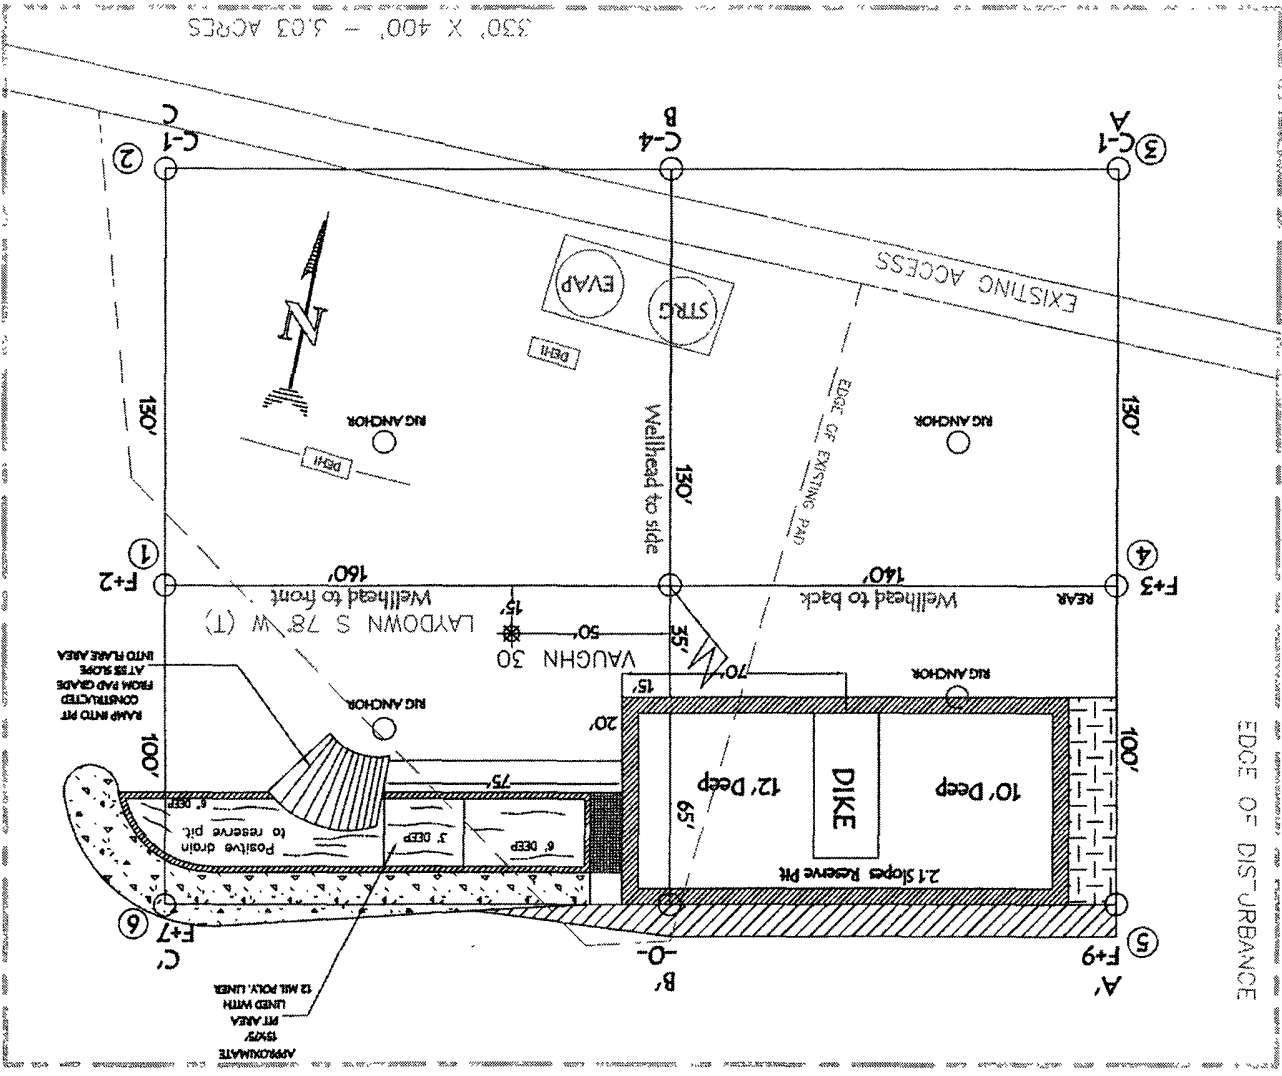 APPROXIMATE
15'x75'
PIT AREA
LINED WITH
12 MIL POLY. LINER
A'
F+9
5
B'
-0-
C'
F+7
6
EDGE OF DISTURBANCE
2:1 Slopes Reserve Pit
DIKE
10' Deep
12' Deep
65'
6' DEEP
3' DEEP
Positive drain
to reserve pit.
6' DEEP
75'
100'
100'
20'
15'
70'
RAMP INTO PIT
CONSTRUCTED
FROM PAD GRADE
AT 5% SLOPE
INTO FLARE AREA
RIG ANCHOR
RIG ANCHOR
VAUGHN 30
50'
35'
15'
LAYDOWN S 78° W (T)
REAR
Wellhead to back
140'
Wellhead to front
160'
F+3
4
F+2
1
Wellhead to side
130'
130'
130'
RIG ANCHOR
RIG ANCHOR
DEHI
DEHI
EDGE OF EXISTING PAD
N
STRG
EVAP
EXISTING ACCESS
3
C-1
A
C-4
B
2
C-1
C
330' X 400' - 3.03 ACRES